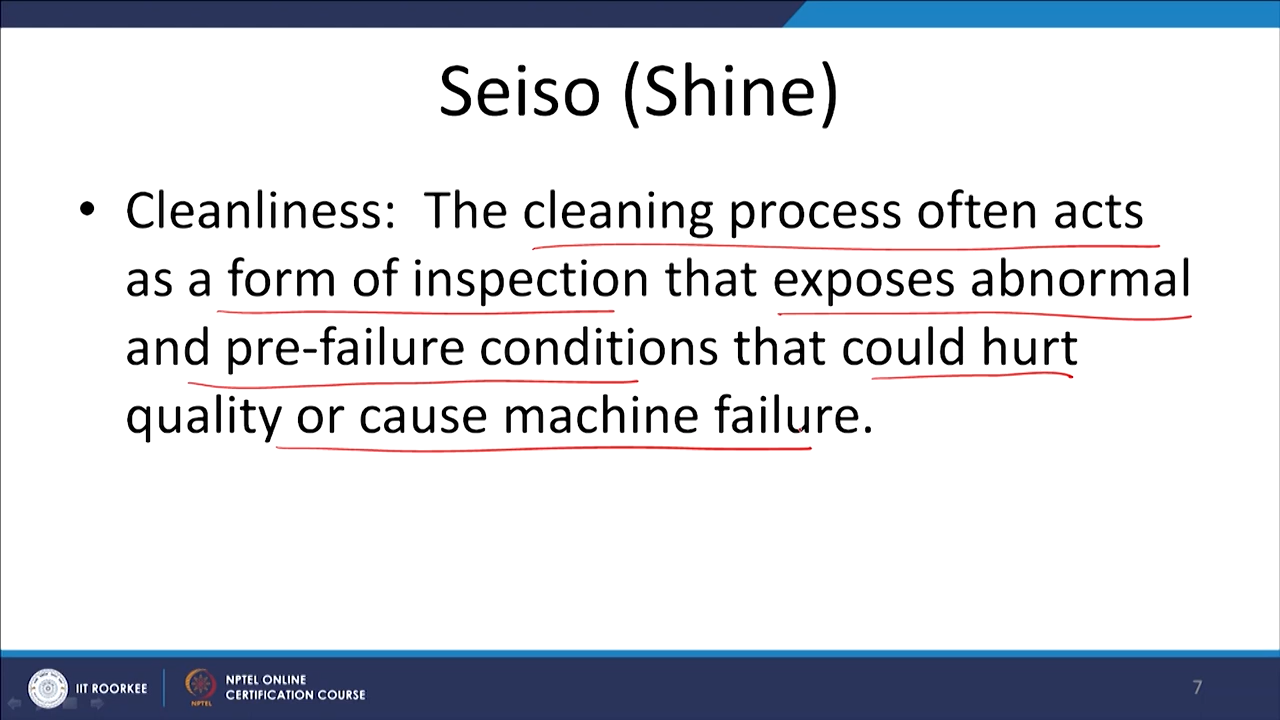 Seiso (Shine)
• Cleanliness: The cleaning process often acts
as a form of inspection that exposes abnormal
and pre-failure conditions that could hurt
quality or cause machine failure.
IIT ROORKEE
NPTEL
NPTEL ONLINE
CERTIFICATION COURSE
7